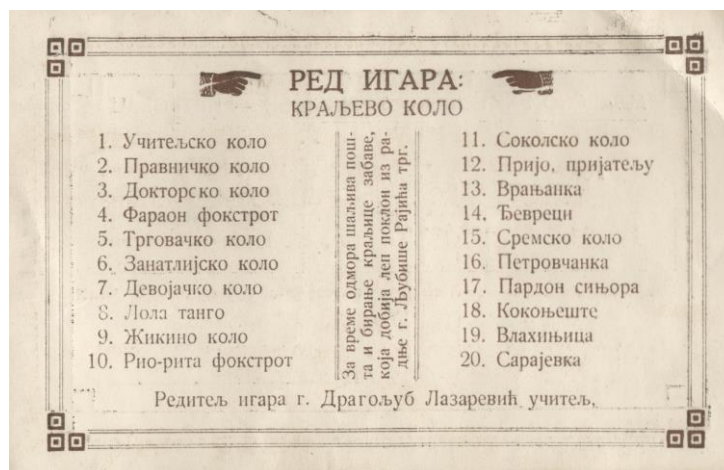 РЕД ИГАРА:
КРАЉЕВО КОЛО
1. Учитељско коло
2. Правничко коло
3. Докторско коло
4. Фараон фокстрот
5. Трговачко коло
6. Занатлијско коло
7. Девојачко коло
8. Лола танго
9. Жикино коло
10. Рио-рита фокстрот
За време одмора шаљива пош-
та и бирање краљице забаве,
која добија леп поклон из ра-
дње г. Љубише Рајића трг.
11. Соколско коло
12. Пријо, пријатељу
13. Врањанка
14. Ђевреци
15. Сремско коло
16. Петровчанка
17. Пардон сињора
18. Кокоњеште
19. Влахињица
20. Сарајевка
Редитељ игара г. Драгољуб Лазаревић учитељ,